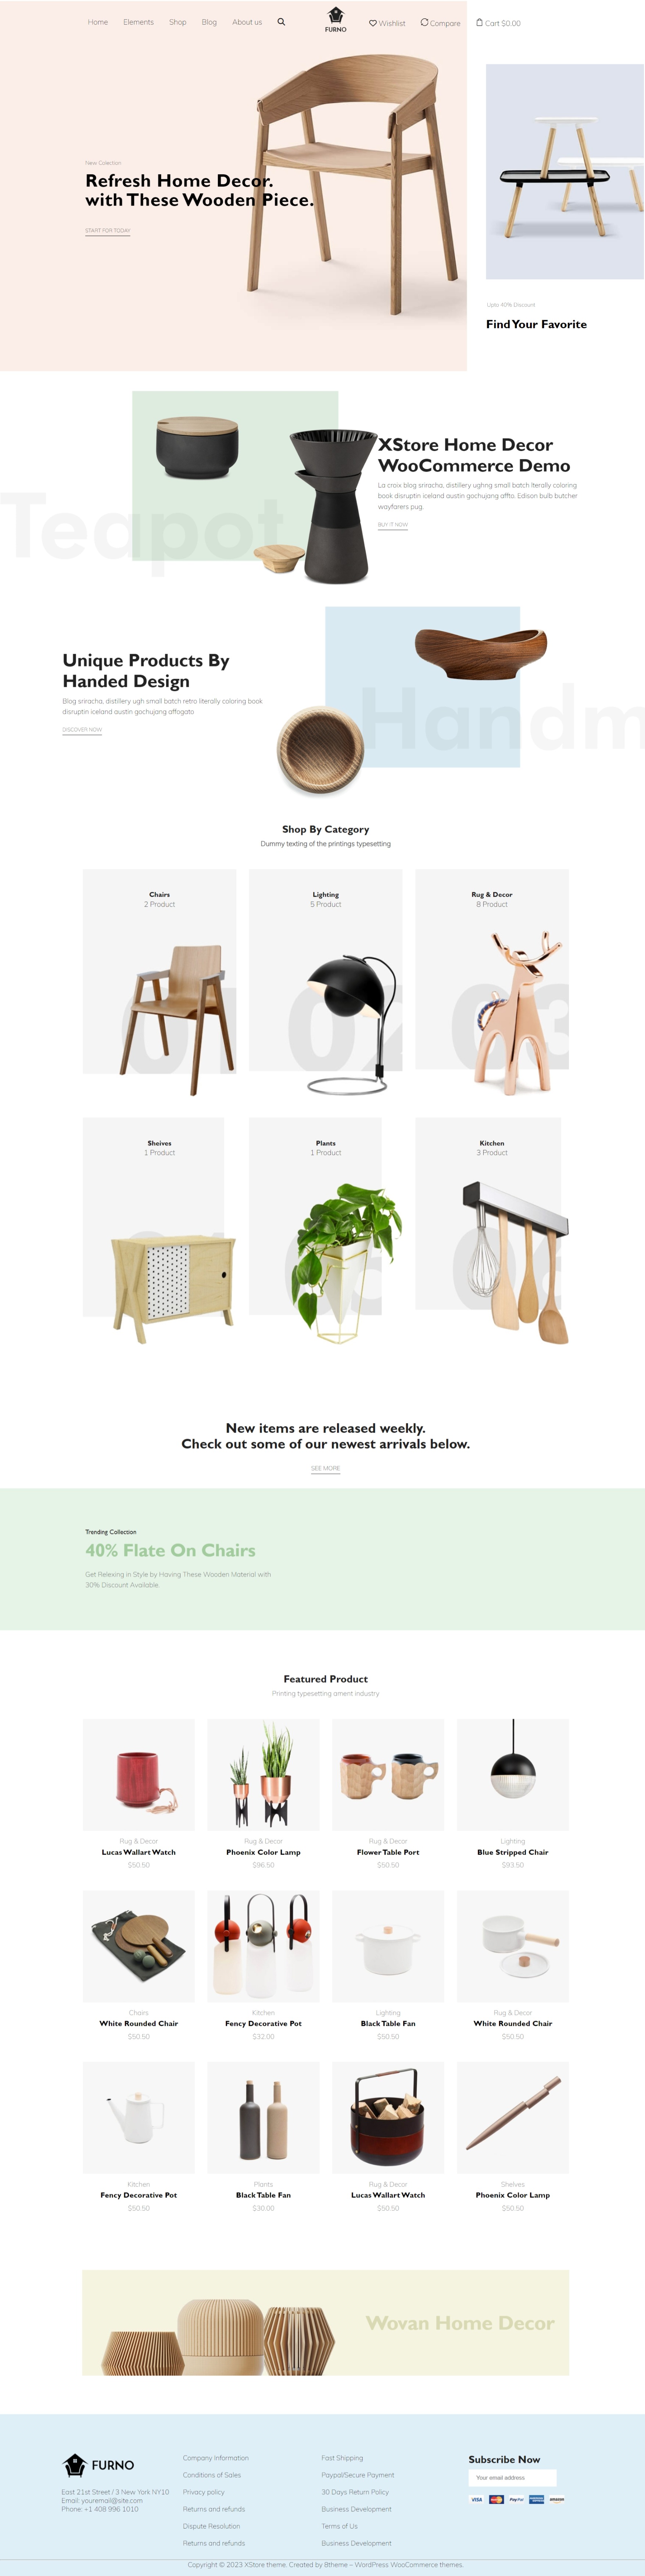 Home Elements Shop Blog About us FURNO Wishlist Compare Cart $0.00
New Colection
Refresh Home Decor.
with These Wooden Piece.
START FOR TODAY
Upto 40% Discount
Find Your Favorite
Teapot
XStore Home Decor
WooCommerce Demo
La croix blog sriracha, distillery ughng small batch lterally coloring
book disruptin iceland austin gochujang affto. Edison bulb butcher
wayfarers pug.
BUY IT NOW
Unique Products By
Handed Design
Blog sriracha, distillery ugh small batch retro literally coloring book
disruptin iceland austin gochujang affogato
DISCOVER NOW
Handm
Shop By Category
Dummy texting of the printings typesetting
Chairs
2 Product
01
Lighting
5 Product
02
Rug & Decor
8 Product
03
Sheives
1 Product
Plants
1 Product
Kitchen
3 Product
New items are released weekly.
Check out some of our newest arrivals below.
SEE MORE
Trending Collection
40% Flate On Chairs
Get Relexing in Style by Having These Wooden Material with
30% Discount Available.
Featured Product
Printing typesetting ament industry
Rug & Decor
Lucas Wallart Watch
$50.50
Rug & Decor
Phoenix Color Lamp
$96.50
Rug & Decor
Flower Table Port
$50.50
Lighting
Blue Stripped Chair
$93.50
Chairs
White Rounded Chair
$50.50
Kitchen
Fency Decorative Pot
$32.00
Lighting
Black Table Fan
$50.50
Rug & Decor
White Rounded Chair
$50.50
Kitchen
Fency Decorative Pot
$50.50
Plants
Black Table Fan
$30.00
Rug & Decor
Lucas Wallart Watch
$50.50
Shelves
Phoenix Color Lamp
$50.50
Wovan Home Decor
FURNO
East 21st Street / 3 New York NY10
Email: youremail@site.com
Phone: +1 408 996 1010
Company Information
Conditions of Sales
Privacy policy
Returns and refunds
Dispute Resolution
Returns and refunds
Fast Shipping
Paypal/Secure Payment
30 Days Return Policy
Business Development
Terms of Us
Business Development
Subscribe Now
Your email address
VISA MasterCard PayPal amazon
Copyright © 2023 XStore theme. Created by 8theme – WordPress WooCommerce themes.